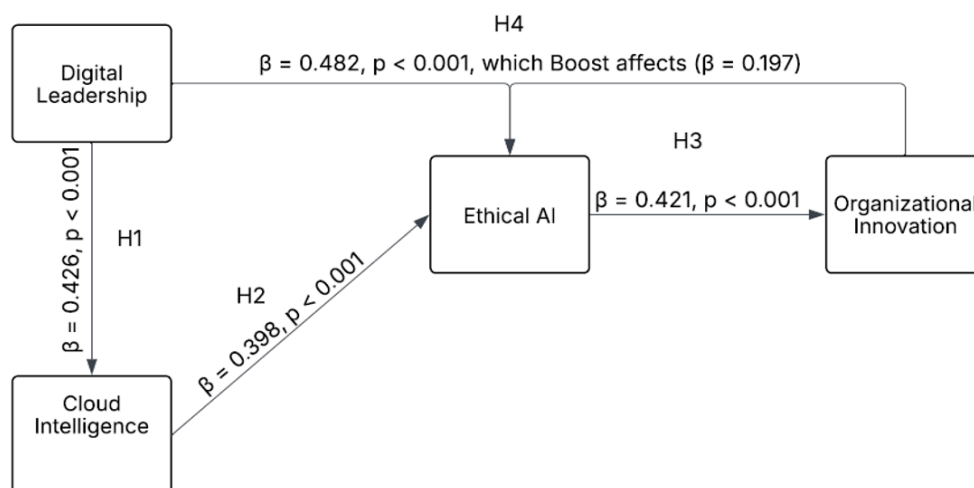 H4
β = 0.482, p < 0.001, which Boost affects (β = 0.197)
Digital
Leadership
H3
β = 0.421, p < 0.001
Ethical AI
Organizational
Innovation
β = 0.426, p < 0.001
H1
H2
β = 0.398, p < 0.001
Cloud
Intelligence